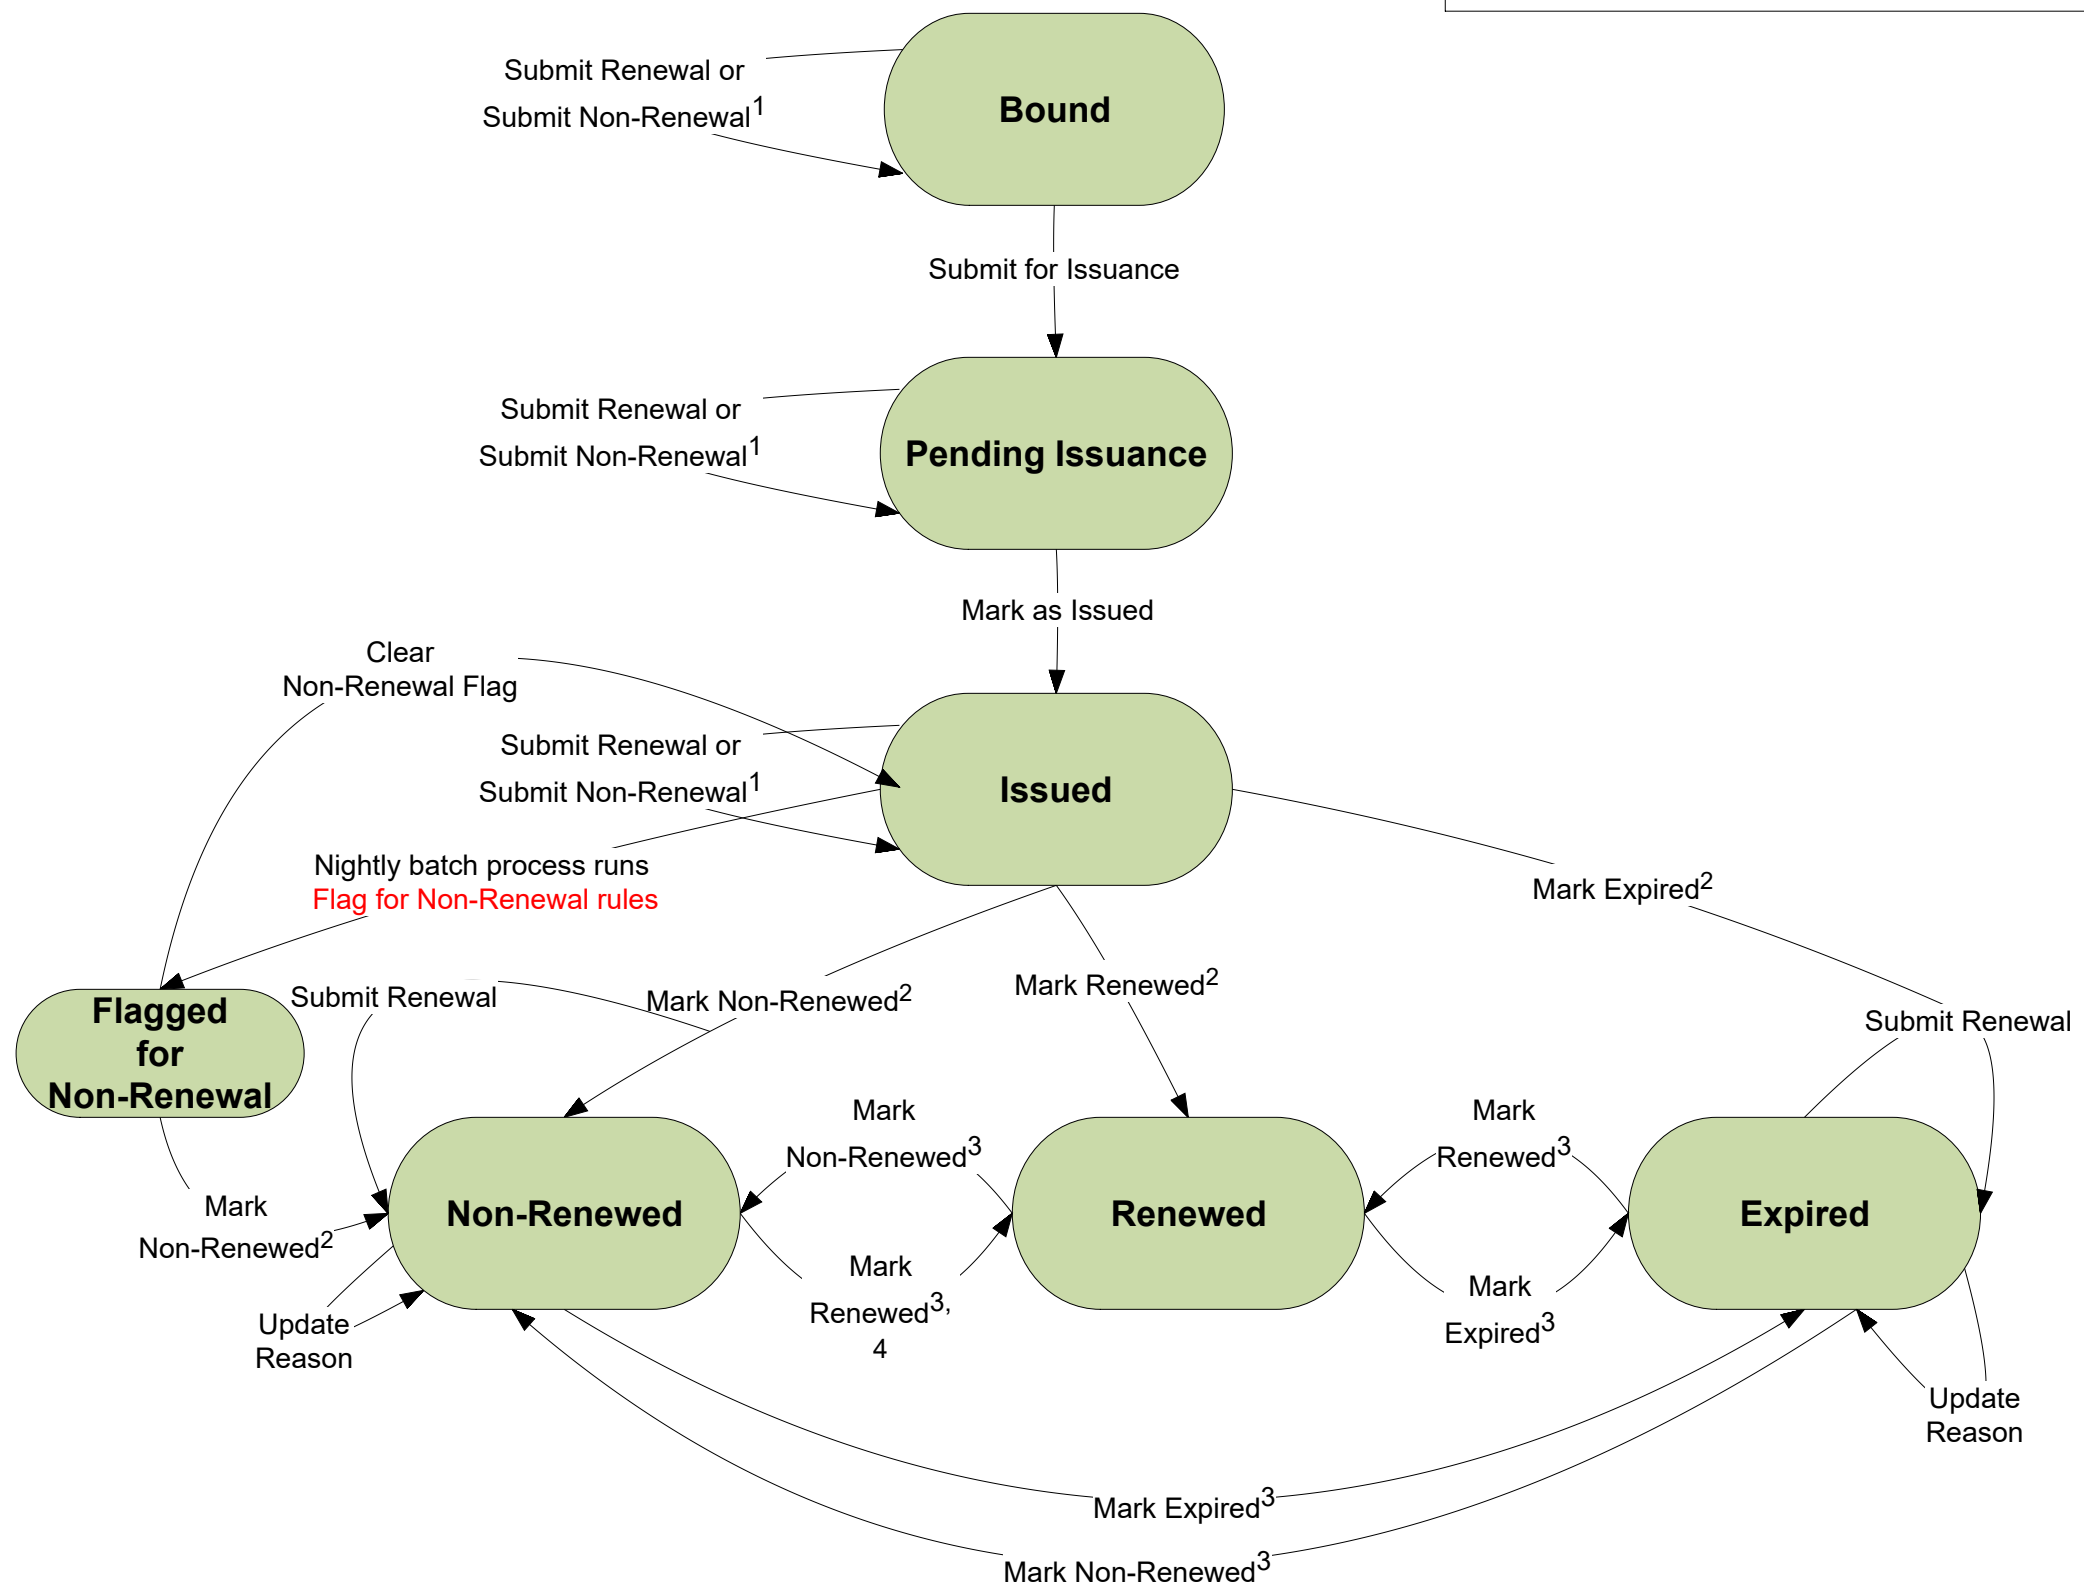 Submit Renewal or
Submit Non-Renewal1
Bound
Submit for Issuance
Submit Renewal or
Submit Non-Renewal1
Pending Issuance
Mark as Issued
Clear
Non-Renewal Flag
Submit Renewal or
Submit Non-Renewal1
Issued
Nightly batch process runs
Flag for Non-Renewal rules
Mark Expired2
Flagged
for
Non-Renewal
Submit Renewal
Mark Non-Renewed2
Mark Renewed2
Submit Renewal
Mark
Non-Renewed3
Mark
Renewed3
Mark
Non-Renewed2
Non-Renewed
Renewed
Expired
Update
Reason
Mark
Renewed3,
4
Mark
Expired3
Update
Reason
Mark Expired3
Mark Non-Renewed3